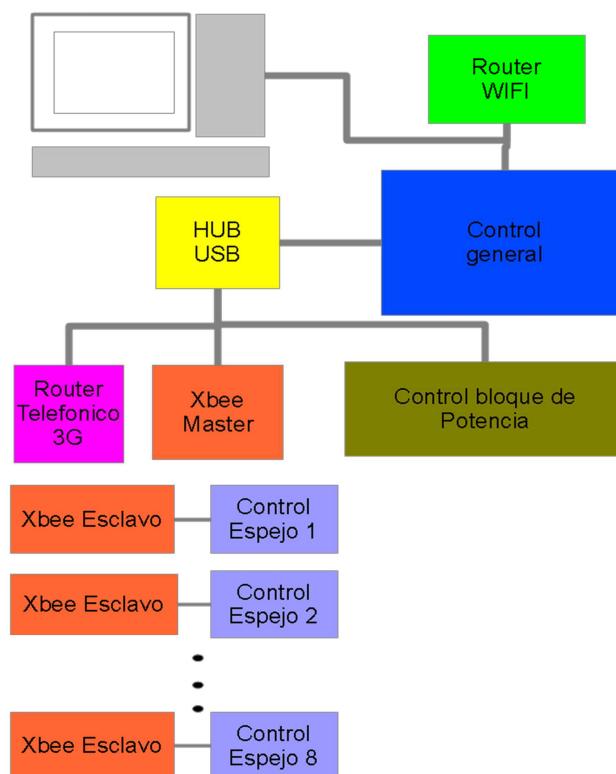 Router
WIFI
HUB
USB
Control
general
Router
Telefonico
3G
Xbee
Master
Control bloque de
Potencia
Xbee Esclavo
Control
Espejo 1
Xbee Esclavo
Control
Espejo 2
Xbee Esclavo
Control
Espejo 8